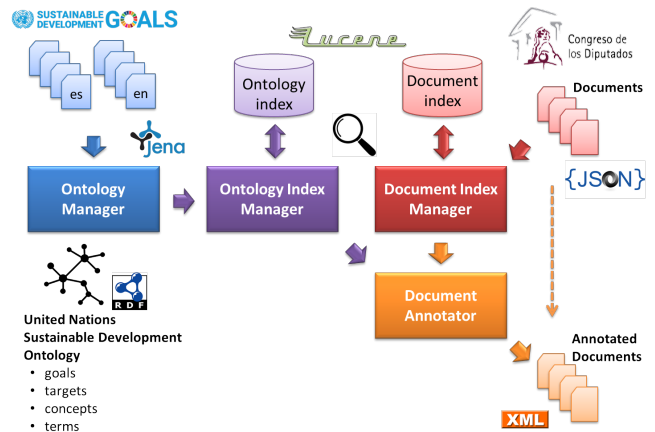 SUSTAINABLE
DEVELOPMENT
GOALS
Lucene
Congreso de
los Diputados
es
en
Ontology
index
Document
index
Documents
Jena
{JSON}
Ontology
Manager
Ontology Index
Manager
Document Index
Manager
RDF
Document
Annotator
United Nations
Sustainable Development
Ontology
• goals
• targets
• concepts
• terms
Annotated
Documents
XML